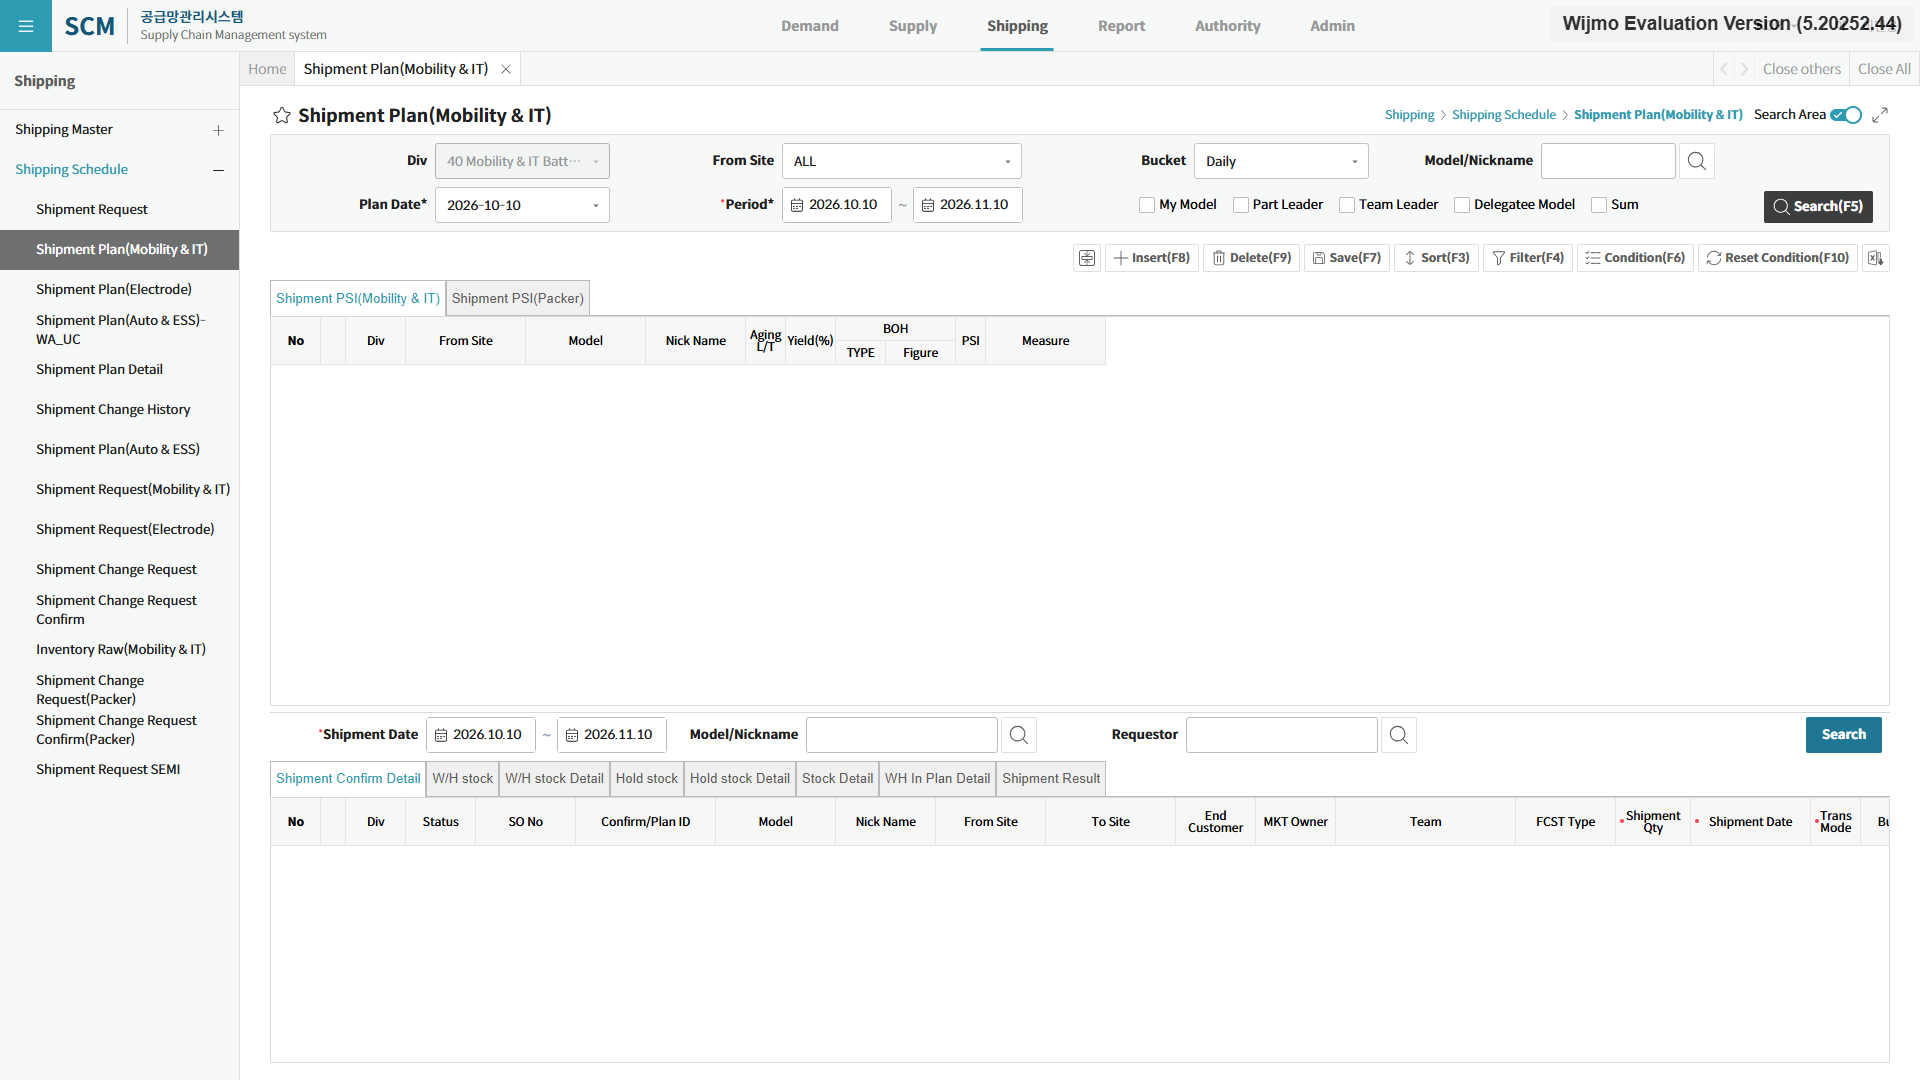 SCM
공급망관리시스템
Supply Chain Management system
Demand
Supply
Shipping
Report
Authority
Admin
Wijmo Evaluation Version (5.20252.44)
Shipping
Home
Shipment Plan(Mobility & IT)
Close others
Close All
Shipping Master
Shipping Schedule
Shipment Request
Shipment Plan(Mobility & IT)
Shipment Plan(Electrode)
Shipment Plan(Auto & ESS)-
WA_UC
Shipment Plan Detail
Shipment Change History
Shipment Plan(Auto & ESS)
Shipment Request(Mobility & IT)
Shipment Request(Electrode)
Shipment Change Request
Shipment Change Request
Confirm
Inventory Raw(Mobility & IT)
Shipment Change
Request(Packer)
Shipment Change Request
Confirm(Packer)
Shipment Request SEMI
Shipment Plan(Mobility & IT)
Shipping > Shipping Schedule > Shipment Plan(Mobility & IT)
Search Area
Div
40 Mobility & IT Batt···
From Site
ALL
Bucket
Daily
Model/Nickname
Plan Date*
2026-10-10
*Period*
2026.10.10 ~ 2026.11.10
My Model
Part Leader
Team Leader
Delegatee Model
Sum
Search(F5)
Insert(F8)
Delete(F9)
Save(F7)
Sort(F3)
Filter(F4)
Condition(F6)
Reset Condition(F10)
Shipment PSI(Mobility & IT)
Shipment PSI(Packer)
No
Div
From Site
Model
Nick Name
Aging
L/T
Yield(%)
BOH
TYPE
Figure
PSI
Measure
*Shipment Date
2026.10.10 ~ 2026.11.10
Model/Nickname
Requestor
Search
Shipment Confirm Detail
W/H stock
W/H stock Detail
Hold stock
Hold stock Detail
Stock Detail
WH In Plan Detail
Shipment Result
No
Div
Status
SO No
Confirm/Plan ID
Model
Nick Name
From Site
To Site
End
Customer
MKT Owner
Team
FCST Type
Shipment
Qty
Shipment Date
Trans
Mode